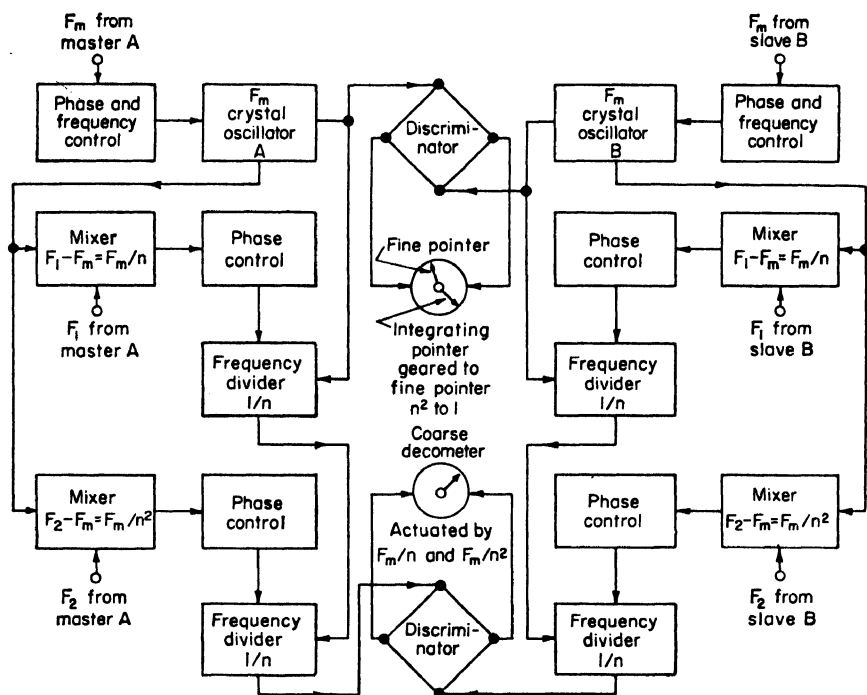 Fm from
master A
Fm from
slave B
Phase and
frequency
control
Fm
crystal
oscillator
A
Discrimi-
nator
Fm
crystal
oscillator
B
Phase and
frequency
control
Mixer
F1-Fm=Fm/n
Phase
control
Fine pointer
Phase
control
Mixer
F1-Fm=Fm/n
F1 from
master A
Integrating
pointer
geared to
fine pointer
n² to 1
F1 from
slave B
Frequency
divider
1/n
Frequency
divider
1/n
Coarse
decometer
Mixer
F2-Fm=Fm/n²
Phase
control
Actuated by
Fm/n and Fm/n²
Phase
control
Mixer
F2-Fm=Fm/n²
F2 from
master A
F2 from
slave B
Frequency
divider
1/n
Discrimi-
nator
Frequency
divider
1/n